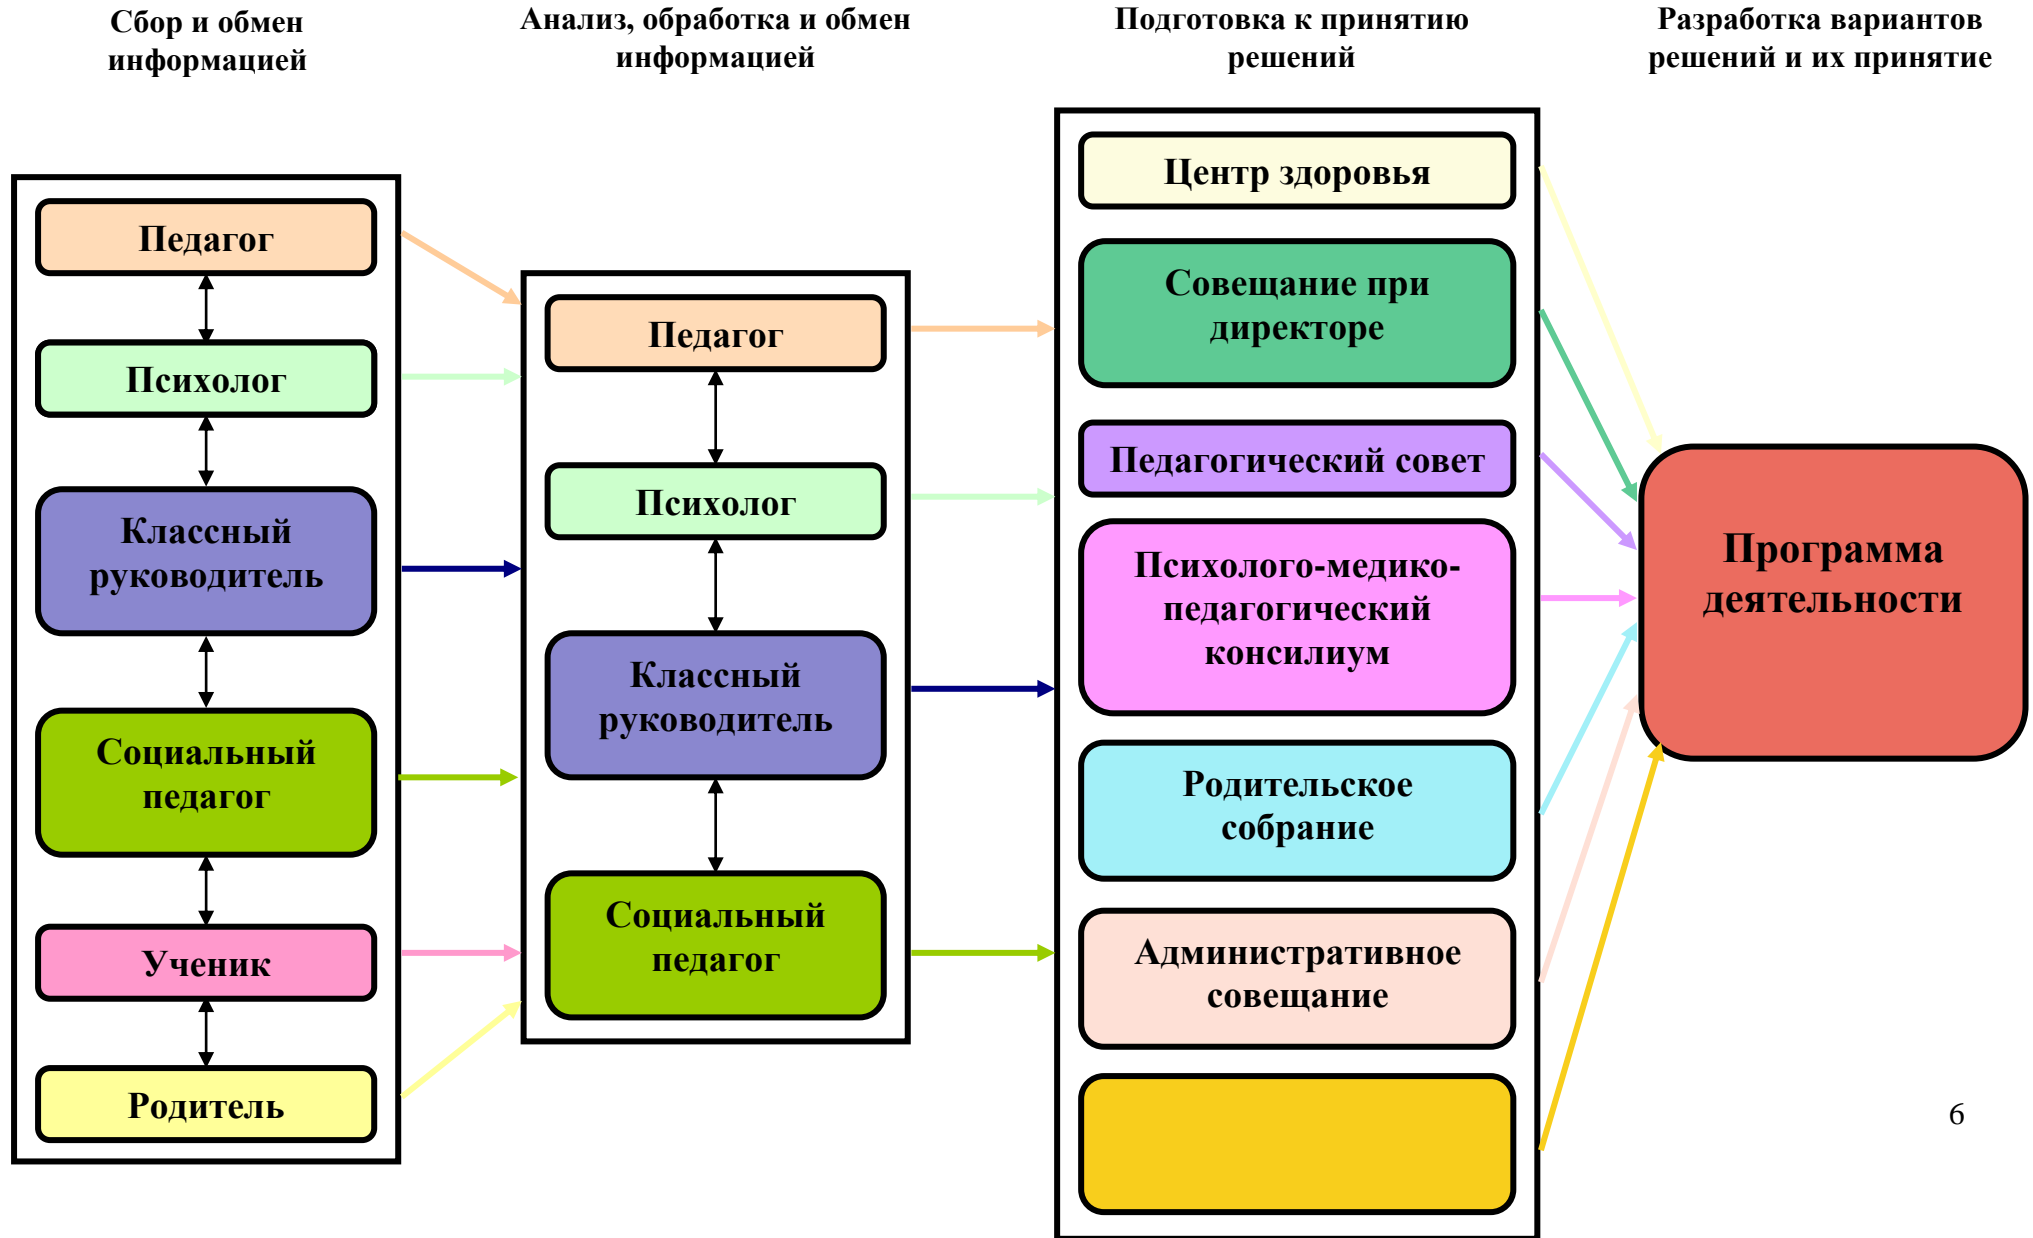 Сбор и обмен
информацией
Анализ, обработка и обмен
информацией
Подготовка к принятию
решений
Разработка вариантов
решений и их принятие
Педагог
Психолог
Классный
руководитель
Социальный
педагог
Ученик
Родитель
Педагог
Психолог
Классный
руководитель
Социальный
педагог
Центр здоровья
Совещание при
директоре
Педагогический совет
Психолого-медико-
педагогический
консилиум
Родительское
собрание
Административное
совещание
Программа
деятельности
6